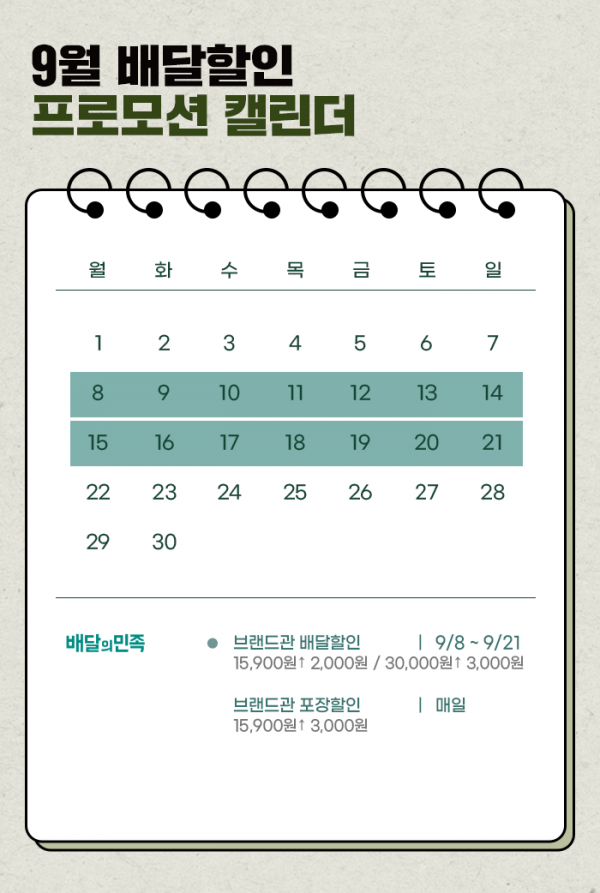 9월 배달할인
프로모션 캘린더
월 화 수 목 금 토 일
1 2 3 4 5 6 7
8 9 10 11 12 13 14
15 16 17 18 19 20 21
22 23 24 25 26 27 28
29 30
배달의민족 ● 브랜드관 배달할인 | 9/8 ~ 9/21
15,900원↑ 2,000원 / 30,000원↑ 3,000원
브랜드관 포장할인 | 매일
15,900원↑ 3,000원